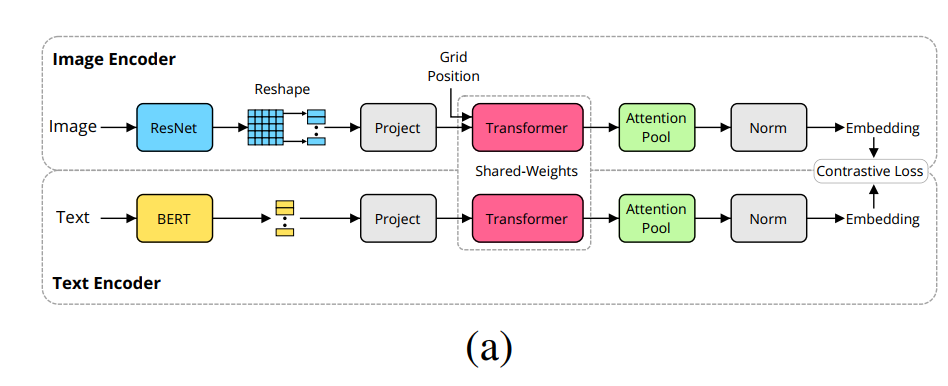 Image Encoder
Grid
Position
Reshape
Image
ResNet
Project
Transformer
Attention
Pool
Norm
Embedding
Shared-Weights
Contrastive Loss
Text
BERT
Project
Transformer
Attention
Pool
Norm
Embedding
Text Encoder
(a)